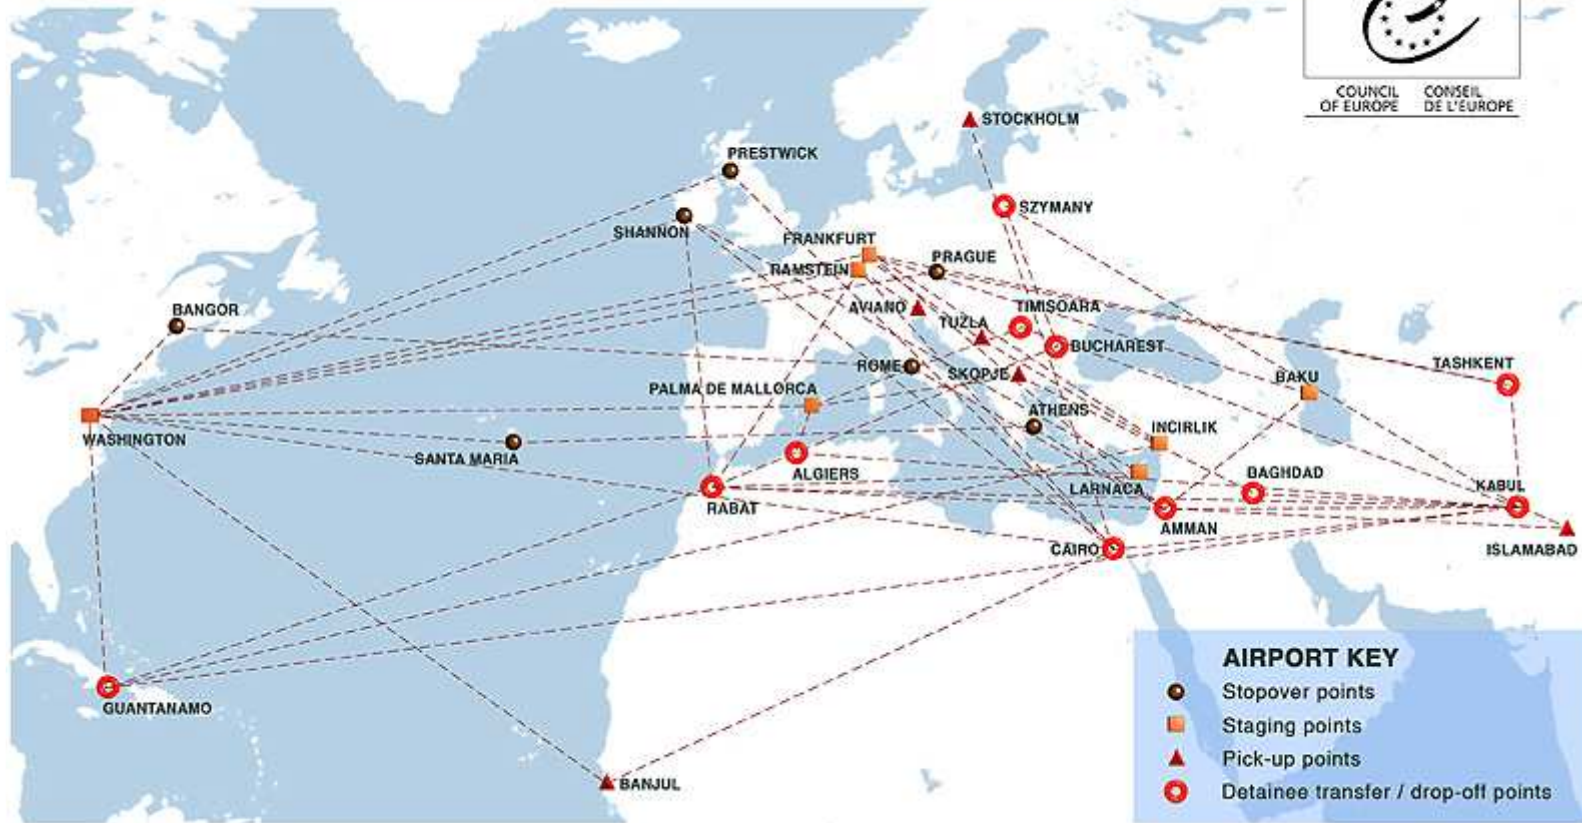 COUNCIL CONSEIL
OF EUROPE DE L'EUROPE
STOCKHOLM
PRESTWICK
SZYMANY
SHANNON
FRANKFURT
PRAGUE
RAMSTEIN
BANGOR
AVIANO
TIMISOARA
TUZLA
BUCHAREST
ROME
SKOPJE
TASHKENT
BAKU
PALMA DE MALLORCA
ATHENS
WASHINGTON
INCIRLIK
SANTA MARIA
ALGIERS
BAGHDAD
LARNACA
KABUL
RABAT
AMMAN
CAIRO
ISLAMABAD
GUANTANAMO
BANJUL
AIRPORT KEY
Stopover points
Staging points
Pick-up points
Detainee transfer / drop-off points